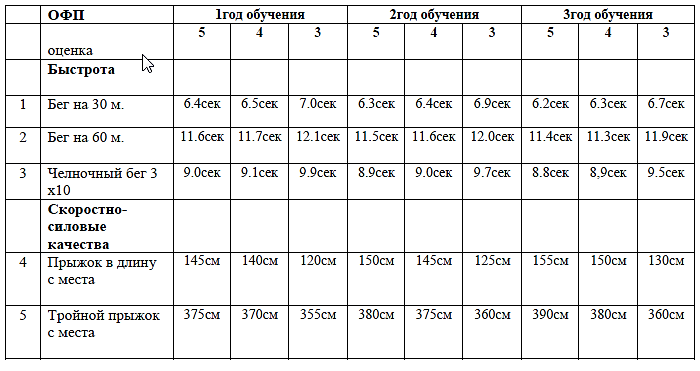 ОФП 1год обучения 2год обучения 3год обучения
оценка 5 4 3 5 4 3 5 4 3
Быстрота
1 Бег на 30 м. 6.4сек 6.5сек 7.0сек 6.3сек 6.4сек 6.9сек 6.2сек 6.3сек 6.7сек
2 Бег на 60 м. 11.6сек 11.7сек 12.1сек 11.5сек 11.6сек 12.0сек 11.4сек 11.3сек 11.9сек
3 Челночный бег 3 9.0сек 9.1сек 9.9сек 8.9сек 9.0сек 9.7сек 8.8сек 8,9сек 9.5сек
х10
Скоростно-
силовые
качества
4 Прыжок в длину 145см 140см 120см 150см 145см 125см 155см 150см 130см
с места
5 Тройной прыжок 375см 370см 355см 380см 375см 360см 390см 380см 360см
с места